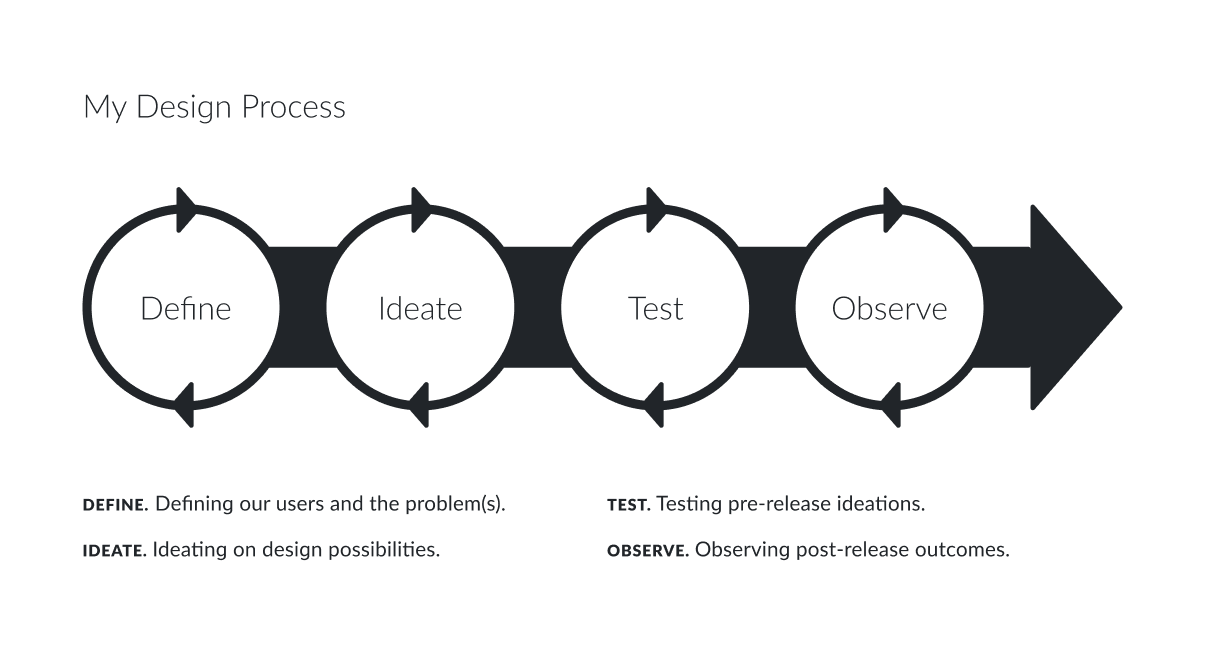 My Design Process
Define
Ideate
Test
Observe
DEFINE. Defining our users and the problem(s).
IDEATE. Ideating on design possibilities.
TEST. Testing pre-release ideations.
OBSERVE. Observing post-release outcomes.